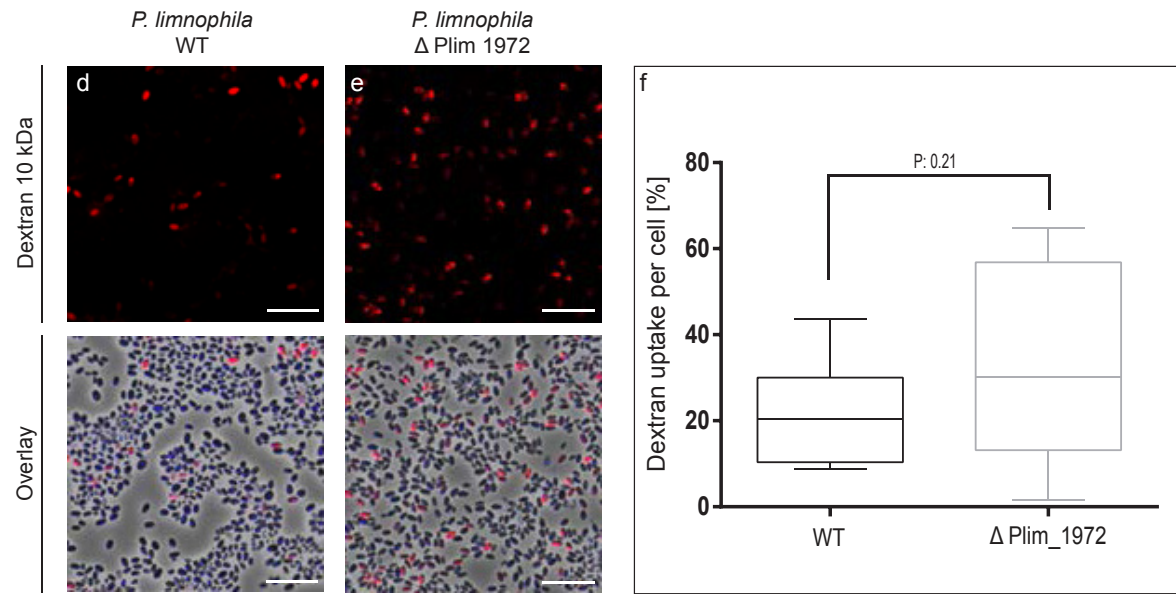 P. limnophila
WT
P. limnophila
Δ Plim 1972
Dextran 10 kDa
d
e
Overlay
f
P: 0.21
Dextran uptake per cell [%]
80
60
40
20
0
WT
Δ Plim_1972